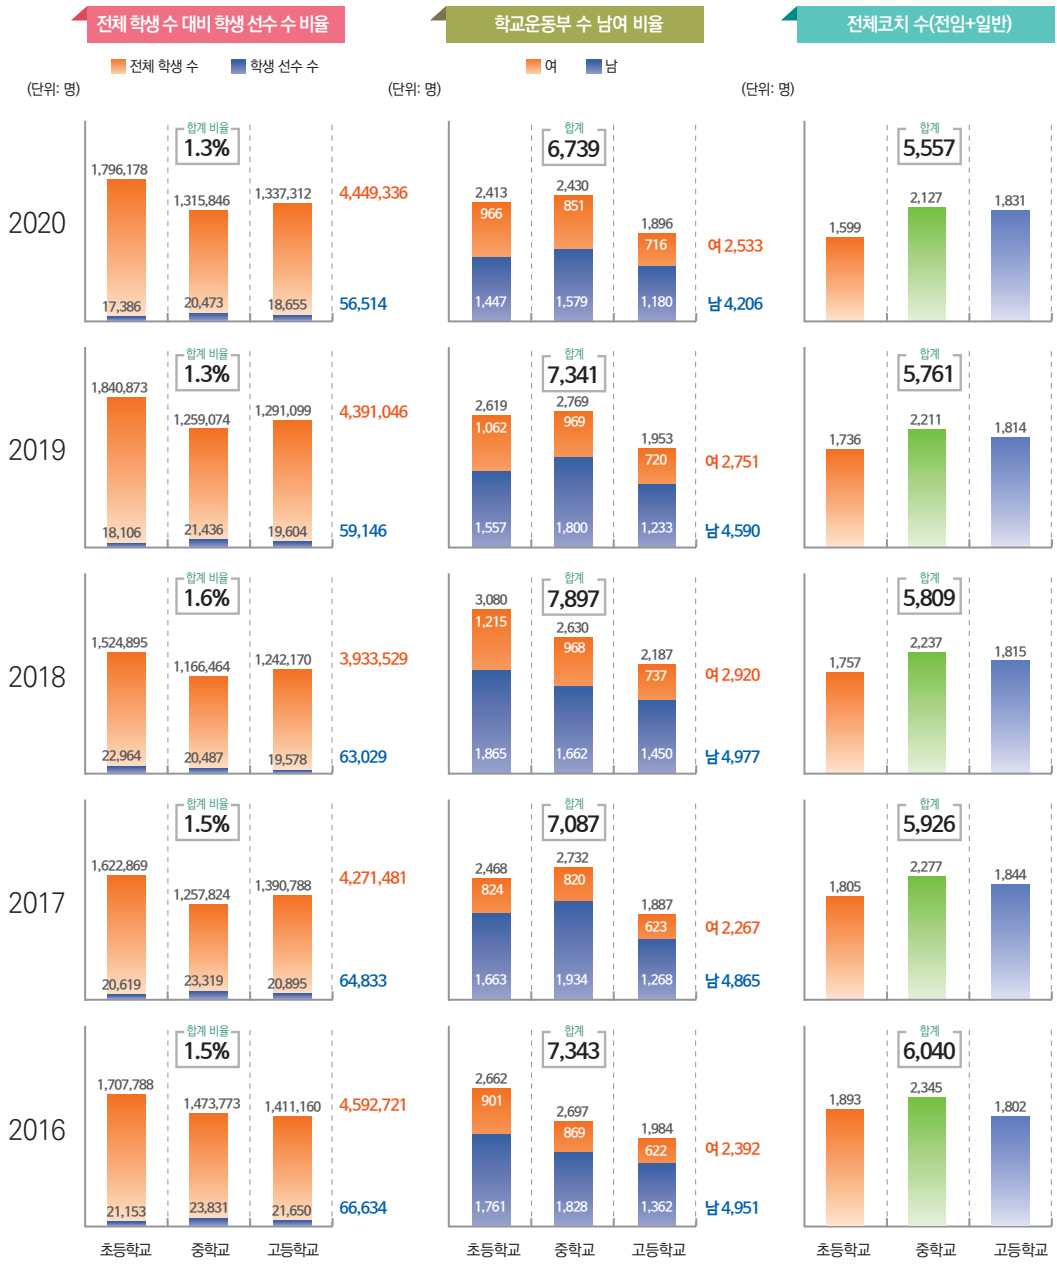 전체 학생 수 대비 학생 선수 수 비율
학교운동부 수 남여 비율
전체코치 수(전임+일반)
전체 학생 수
학생 선수 수
여
남
(단위: 명)
(단위: 명)
(단위: 명)
2020
합계 비율
1.3%
1,796,178
1,315,846
1,337,312
4,449,336
17,386
20,473
18,655
56,514
합계
6,739
2,413
2,430
1,896
966
851
716
여 2,533
1,447
1,579
1,180
남 4,206
합계
5,557
1,599
2,127
1,831
2019
합계 비율
1.3%
1,840,873
1,259,074
1,291,099
4,391,046
18,106
21,436
19,604
59,146
합계
7,341
2,619
2,769
1,953
1,062
969
720
여 2,751
1,557
1,800
1,233
남 4,590
합계
5,761
1,736
2,211
1,814
2018
합계 비율
1.6%
1,524,895
1,166,464
1,242,170
3,933,529
22,964
20,487
19,578
63,029
합계
7,897
3,080
2,630
2,187
1,215
968
737
여 2,920
1,865
1,662
1,450
남 4,977
합계
5,809
1,757
2,237
1,815
2017
합계 비율
1.5%
1,622,869
1,257,824
1,390,788
4,271,481
20,619
23,319
20,895
64,833
합계
7,087
2,468
2,732
1,887
824
820
623
여 2,267
1,663
1,934
1,268
남 4,865
합계
5,926
1,805
2,277
1,844
2016
합계 비율
1.5%
1,707,788
1,473,773
1,411,160
4,592,721
21,153
23,831
21,650
66,634
합계
7,343
2,662
2,697
1,984
901
869
622
여 2,392
1,761
1,828
1,362
남 4,951
합계
6,040
1,893
2,345
1,802
초등학교
중학교
고등학교
초등학교
중학교
고등학교
초등학교
중학교
고등학교